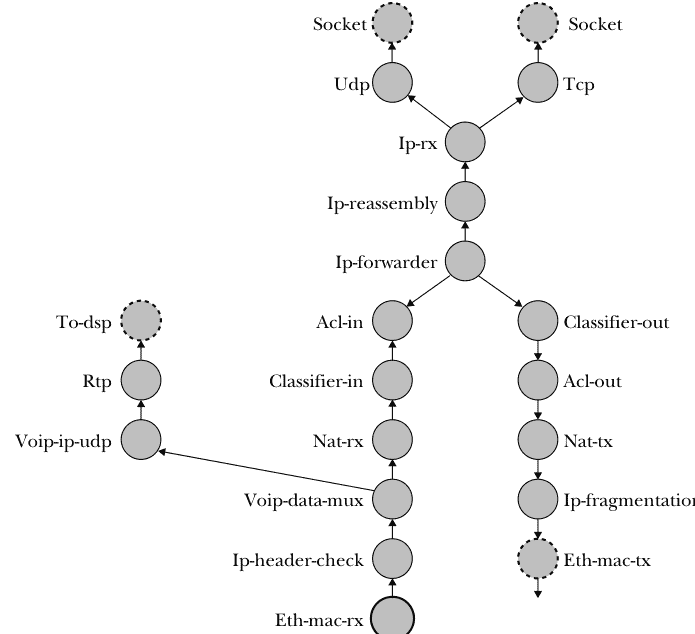 Socket
Socket
Udp
Tcp
Ip-rx
Ip-reassembly
Ip-forwarder
To-dsp
Acl-in
Classifier-out
Rtp
Classifier-in
Acl-out
Voip-ip-udp
Nat-rx
Nat-tx
Voip-data-mux
Ip-fragmentation
Ip-header-check
Eth-mac-tx
Eth-mac-rx